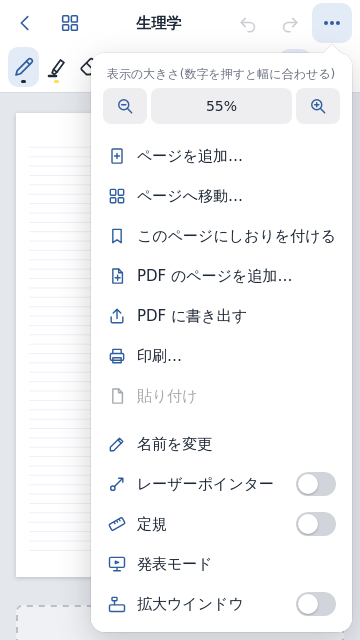 生理学
表示の大きさ(数字を押すと幅に合わせる)
55%
ページを追加...
ページへ移動...
このページにしおりを付ける
PDF のページを追加...
PDF に書き出す
印刷...
貼り付け
名前を変更
レーザーポインター
定規
発表モード
拡大ウインドウ